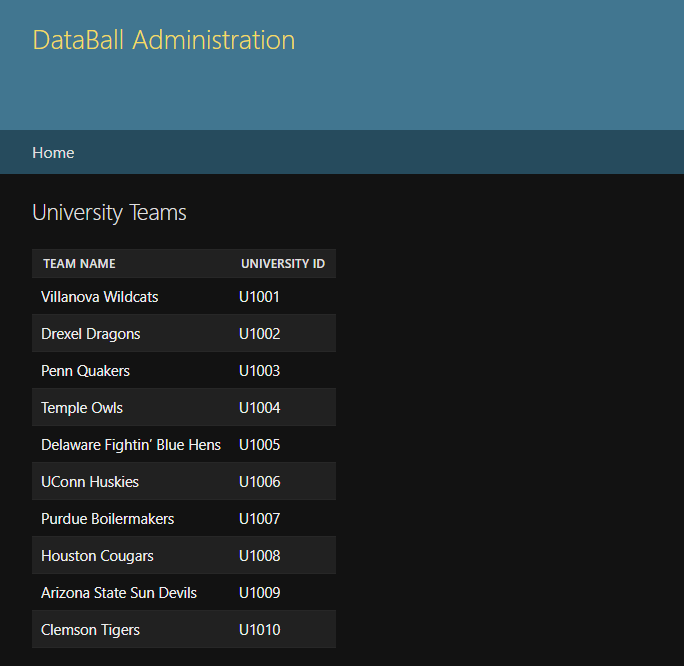 DataBall Administration
Home
University Teams
TEAM NAME UNIVERSITY ID
Villanova Wildcats U1001
Drexel Dragons U1002
Penn Quakers U1003
Temple Owls U1004
Delaware Fightin’ Blue Hens U1005
UConn Huskies U1006
Purdue Boilermakers U1007
Houston Cougars U1008
Arizona State Sun Devils U1009
Clemson Tigers U1010